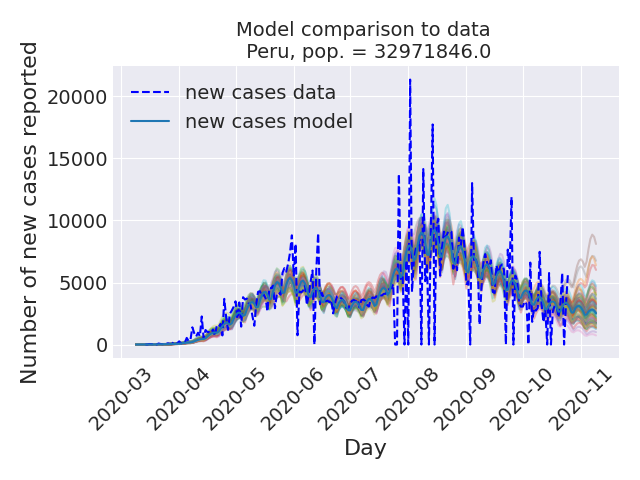 Model comparison to data
Peru, pop. = 32971846.0
Number of new cases reported
20000
15000
10000
5000
0
new cases data
new cases model
2020-03
2020-04
2020-05
2020-06
2020-07
2020-08
2020-09
2020-10
2020-11
Day